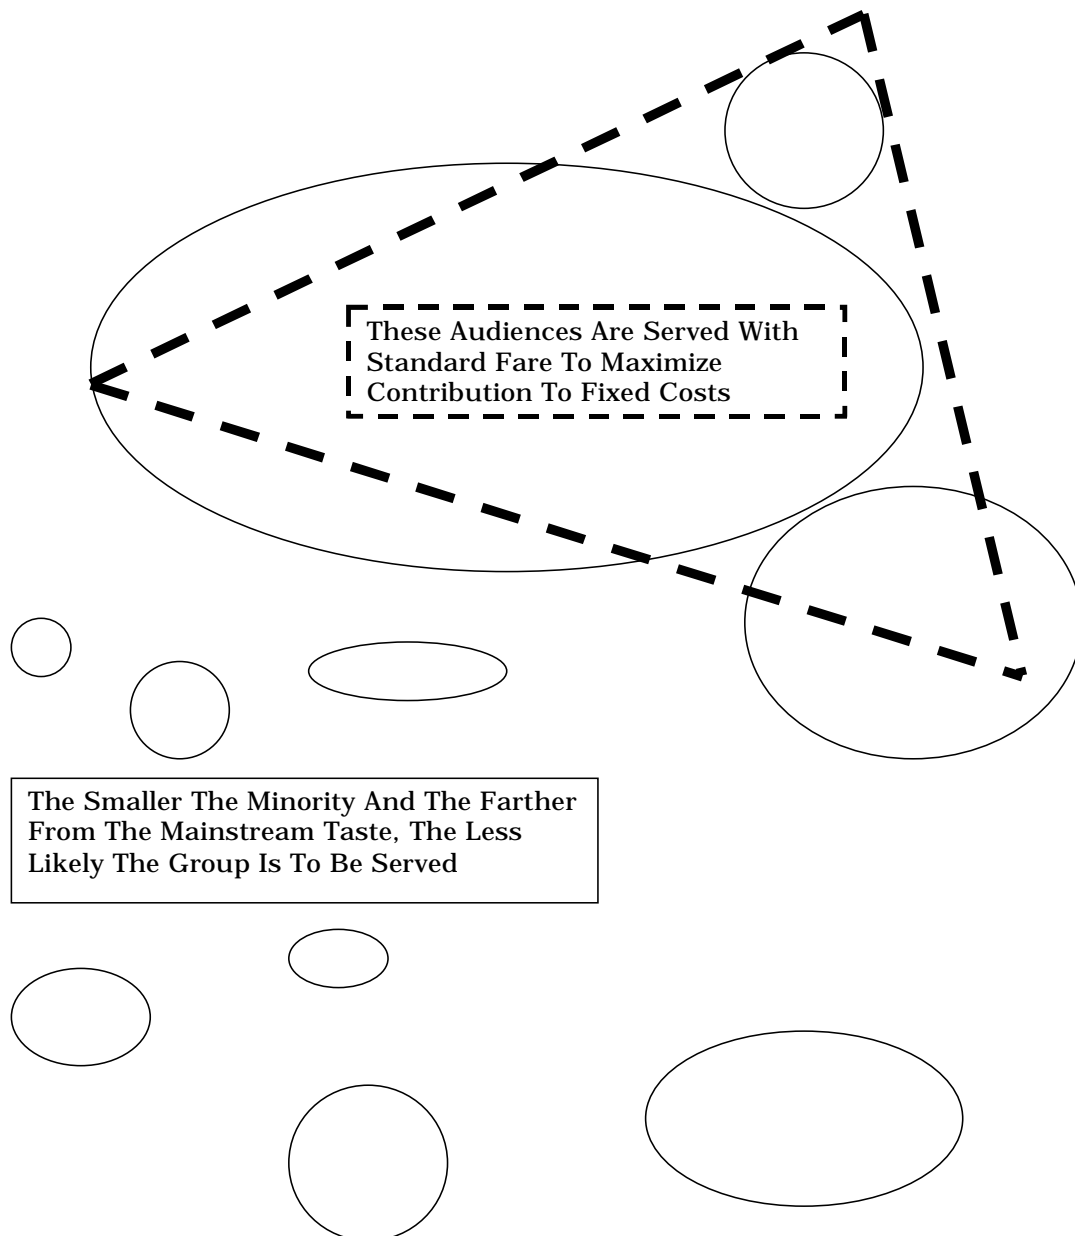 These Audiences Are Served With
Standard Fare To Maximize
Contribution To Fixed Costs
The Smaller The Minority And The Farther
From The Mainstream Taste, The Less
Likely The Group Is To Be Served